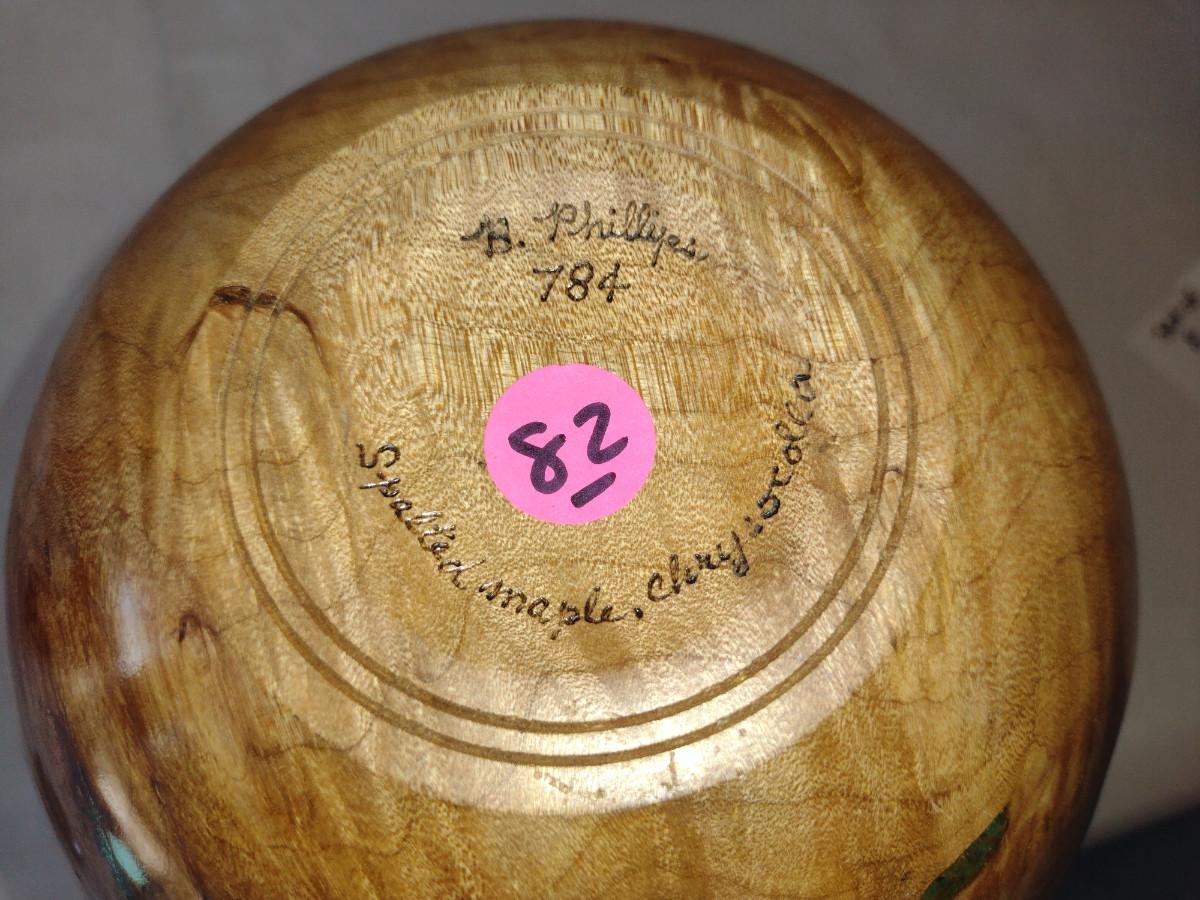 B. Phillips
784
82
Spalted maple, chrysocolla